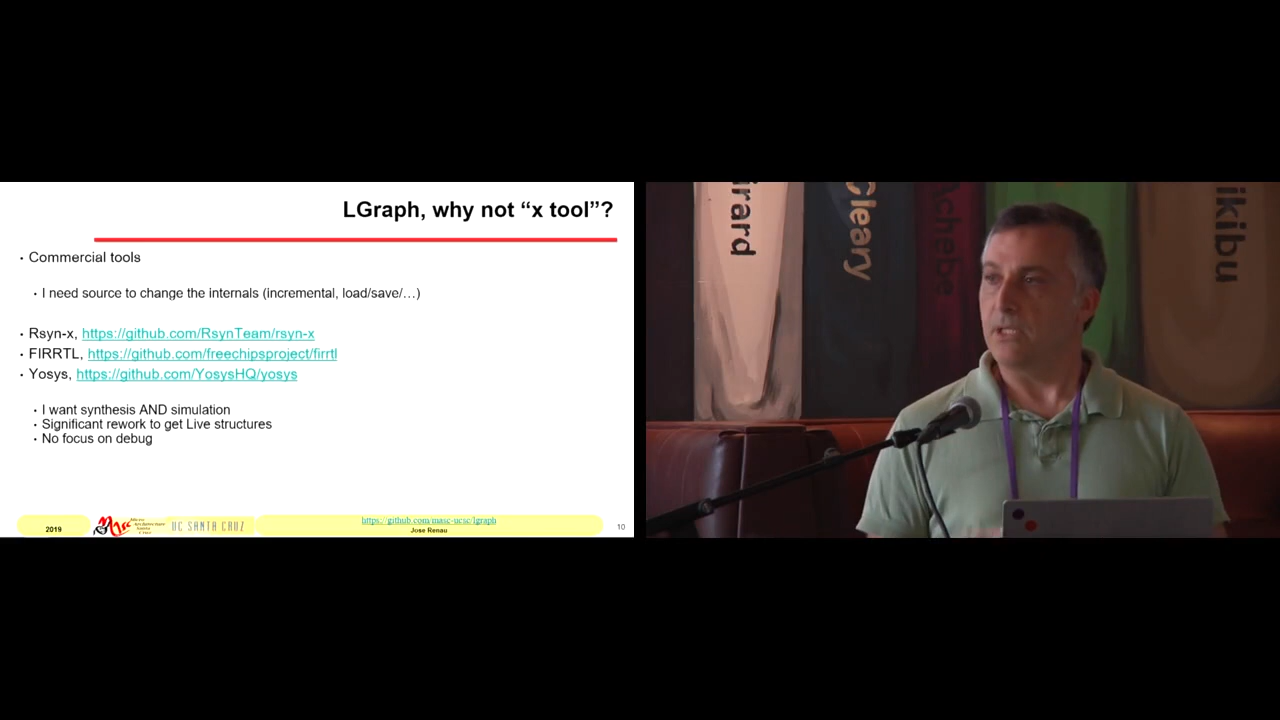 LGraph, why not “x tool”?
• Commercial tools
• I need source to change the internals (incremental, load/save/…)
• Rsyn-x, https://github.com/RsynTeam/rsyn-x
• FIRRTL, https://github.com/freechipsproject/firrtl
• Yosys, https://github.com/YosysHQ/yosys
• I want synthesis AND simulation
• Significant rework to get Live structures
• No focus on debug
2019
UC SANTA CRUZ
https://github.com/masc-ucsc/lgraph
Jose Renau
10
irard
Cleary
Achebe
ikibu